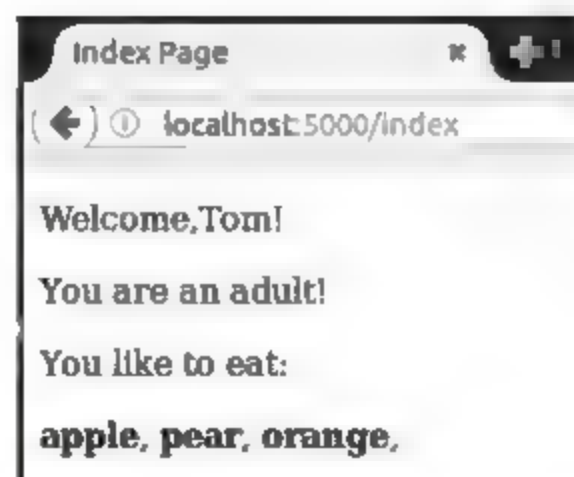 Index Page
localhost:5000/index
Welcome,Tom!
You are an adult!
You like to eat:
apple, pear, orange,